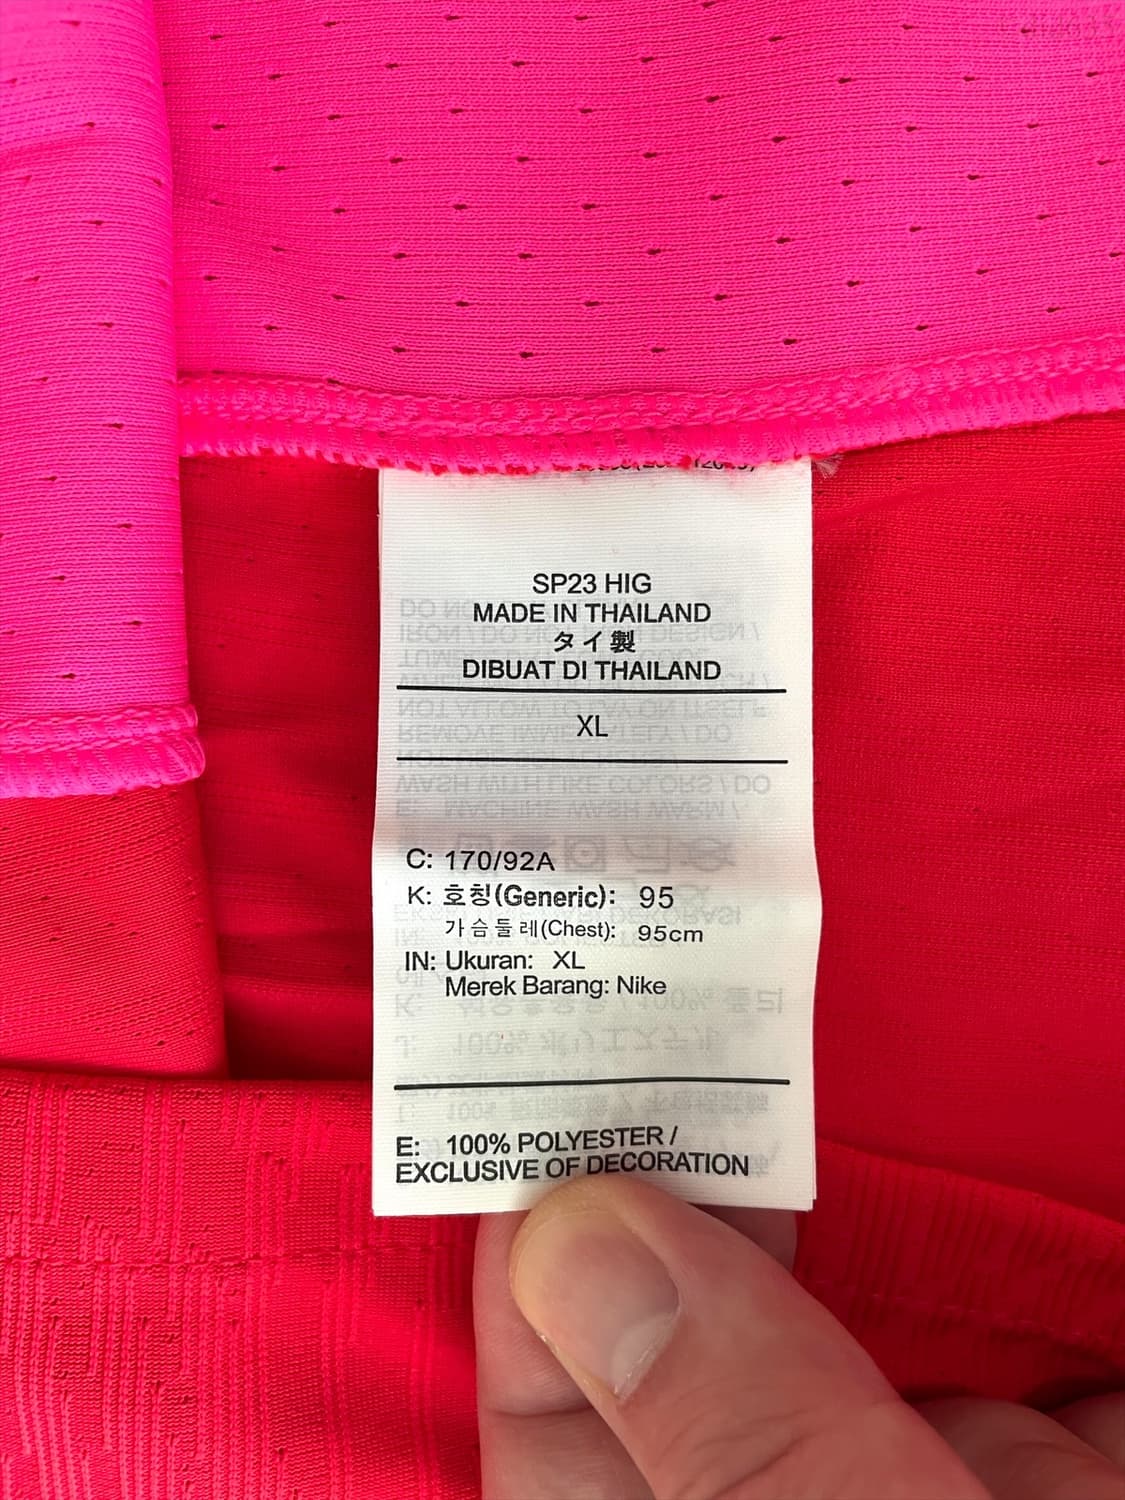 SP23 HIG
MADE IN THAILAND
タイ製
DIBUAT DI THAILAND
XL
C: 170/92A
K: 호칭(Generic): 95
가슴둘레(Chest): 95cm
IN: Ukuran: XL
Merek Barang: Nike
E: 100% POLYESTER /
EXCLUSIVE OF DECORATION